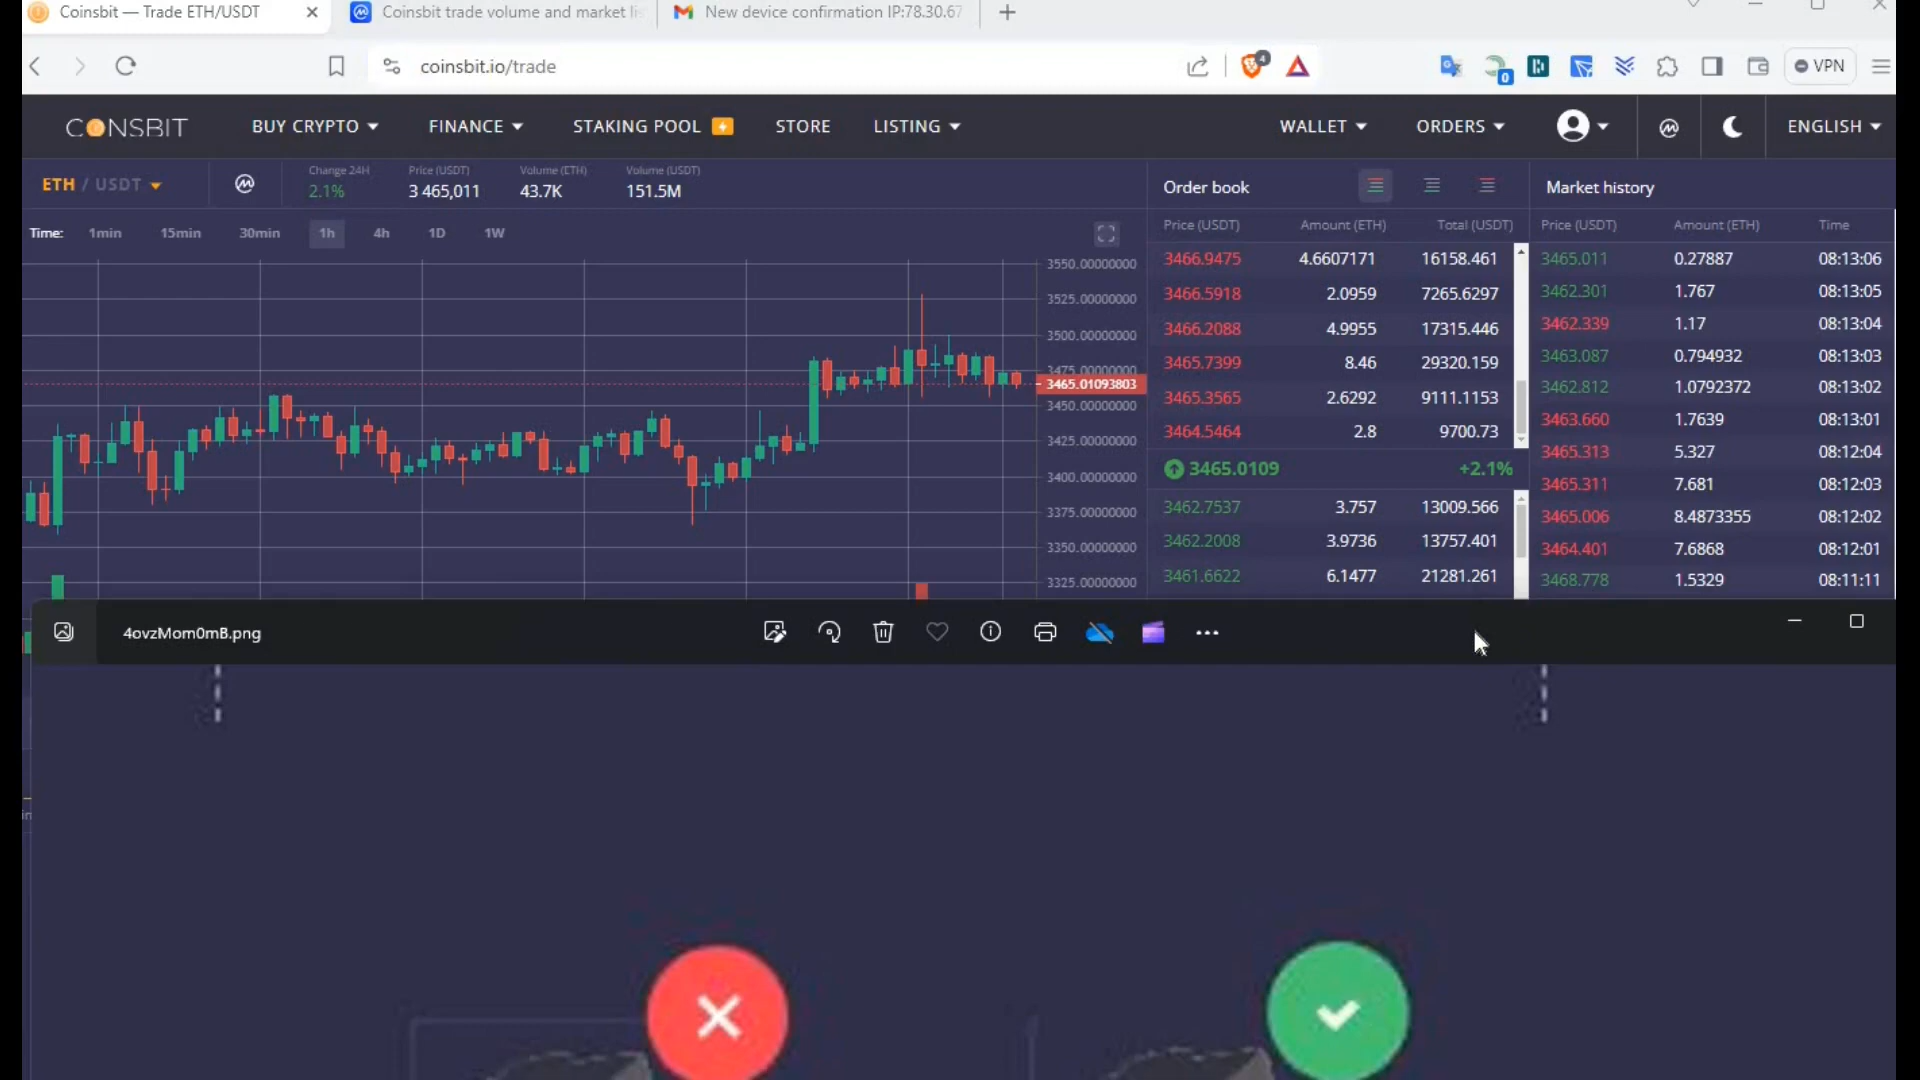 Coinsbit — Trade ETH/USDT
Coinsbit trade volume and market li
New device confirmation IP:78.30.67
coinsbit.io/trade
4
0
VPN
COINSBIT
BUY CRYPTO
FINANCE
STAKING POOL
STORE
LISTING
WALLET
ORDERS
ENGLISH
ETH / USDT
Change 24H
2.1%
Price (USDT)
3 465,011
Volume (ETH)
43.7K
Volume (USDT)
151.5M
Time:
1min
15min
30min
1h
4h
1D
1W
3550.00000000
3525.00000000
3500.00000000
3475.00000000
3465.01093803
3450.00000000
3425.00000000
3400.00000000
3375.00000000
3350.00000000
3325.00000000
Order book
Price (USDT) Amount (ETH) Total (USDT)
3466.9475 4.6607171 16158.461
3466.5918 2.0959 7265.6297
3466.2088 4.9955 17315.446
3465.7399 8.46 29320.159
3465.3565 2.6292 9111.1153
3464.5464 2.8 9700.73
3465.0109 +2.1%
3462.7537 3.757 13009.566
3462.2008 3.9736 13757.401
3461.6622 6.1477 21281.261
Market history
Price (USDT) Amount (ETH) Time
3465.011 0.27887 08:13:06
3462.301 1.767 08:13:05
3462.339 1.17 08:13:04
3463.087 0.794932 08:13:03
3462.812 1.0792372 08:13:02
3463.660 1.7639 08:13:01
3465.313 5.327 08:12:04
3465.311 7.681 08:12:03
3465.006 8.4873355 08:12:02
3464.401 7.6868 08:12:01
3468.778 1.5329 08:11:11
4ovzMom0mB.png